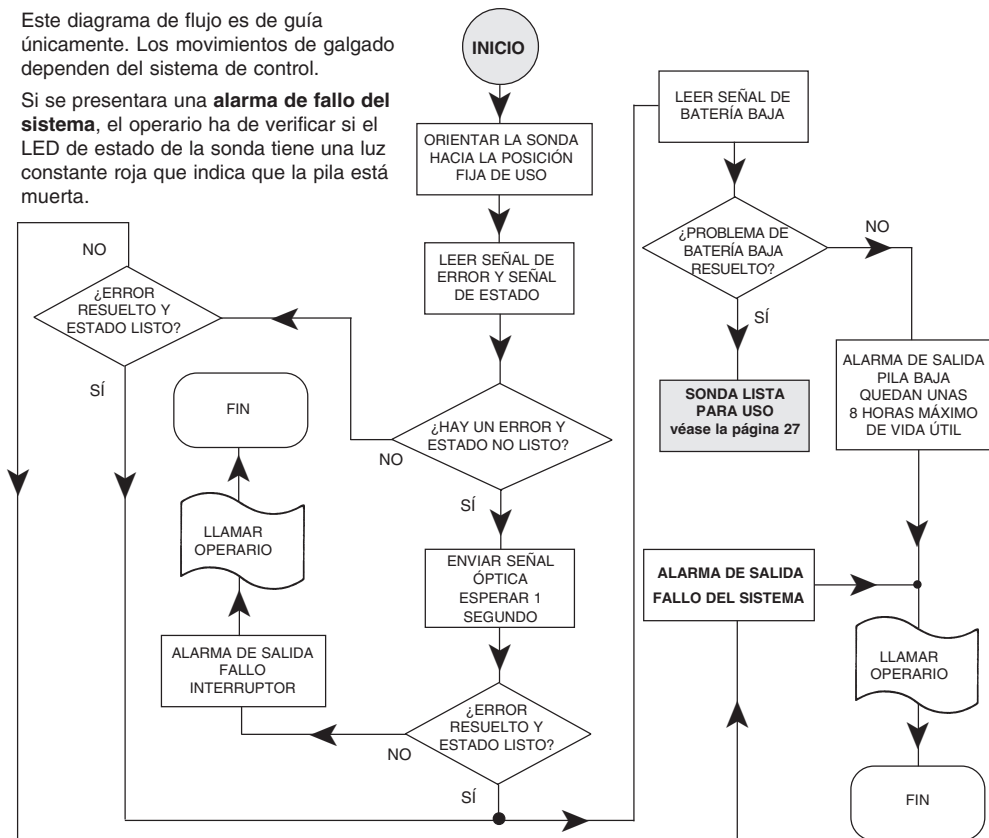 Este diagrama de flujo es de guía
únicamente. Los movimientos de galgado
dependen del sistema de control.
Si se presentara una alarma de fallo del
sistema, el operario ha de verificar si el
LED de estado de la sonda tiene una luz
constante roja que indica que la pila está
muerta.
INICIO
ORIENTAR LA SONDA
HACIA LA POSICIÓN
FIJA DE USO
LEER SEÑAL DE
ERROR Y SEÑAL
DE ESTADO
¿HAY UN ERROR Y
ESTADO NO LISTO?
NO
SÍ
¿ERROR
RESUELTO Y
ESTADO LISTO?
NO
SÍ
ENVIAR SEÑAL
ÓPTICA
ESPERAR 1
SEGUNDO
¿ERROR
RESUELTO Y
ESTADO LISTO?
NO
SÍ
ALARMA DE SALIDA
FALLO
INTERRUPTOR
LLAMAR
OPERARIO
FIN
LEER SEÑAL DE
BATERÍA BAJA
¿PROBLEMA DE
BATERÍA BAJA
RESUELTO?
NO
SÍ
SONDA LISTA
PARA USO
véase la página 27
ALARMA DE SALIDA
PILA BAJA
QUEDAN UNAS
8 HORAS MÁXIMO
DE VIDA ÚTIL
ALARMA DE SALIDA
FALLO DEL SISTEMA
LLAMAR
OPERARIO
FIN